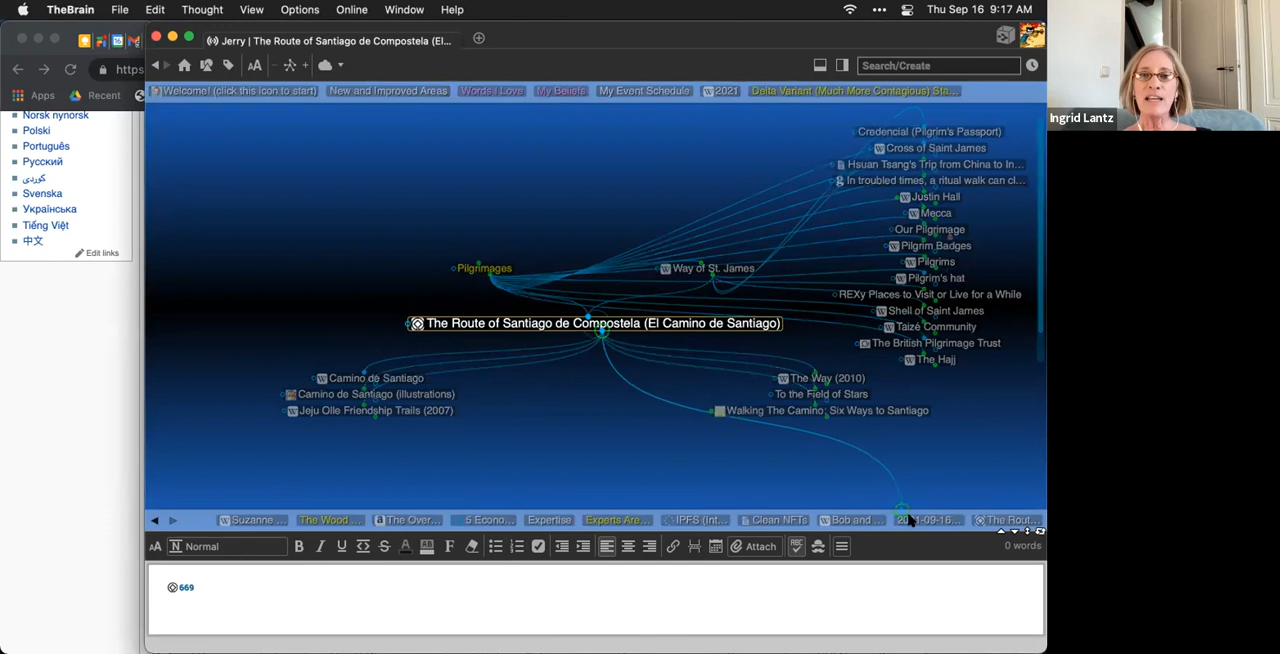 TheBrain File Edit Thought View Options Online Window Help
Thu Sep 16 9:17 AM
Jerry | The Route of Santiago de Compostela (El...
https
AA
Search/Create
Apps Recent
Welcome! (click this icon to start) New and Improved Areas Words I Love My Beliefs My Event Schedule 2021 Delta Variant (Much More Contagious) Sta...
Norsk nynorsk
Polski
Português
Русский
کوردی
Svenska
Українська
Tiếng Việt
中文
Edit links
Credencial (Pilgrim's Passport)
Cross of Saint James
Hsuan Tsang's Trip from China to In...
In troubled times, a ritual walk can cl...
Justin Hall
Mecca
Our Pilgrimage
Pilgrim Badges
Pilgrims
Pilgrim's hat
REXy Places to Visit or Live for a While
Shell of Saint James
Taizé Community
The British Pilgrimage Trust
The Hajj
Pilgrimages
Way of St. James
The Route of Santiago de Compostela (El Camino de Santiago)
Camino de Santiago
Camino de Santiago (illustrations)
Jeju Olle Friendship Trails (2007)
The Way (2010)
To the Field of Stars
Walking The Camino: Six Ways to Santiago
Suzanne ... The Wood ... The Over... 5 Econo... Expertise Experts Are... IPFS (Int... Clean NFTs Bob and ... 2021-09-16... The Rout...
AA N Normal B I U S A AB F Attach ABC 0 words
669
Ingrid Lantz